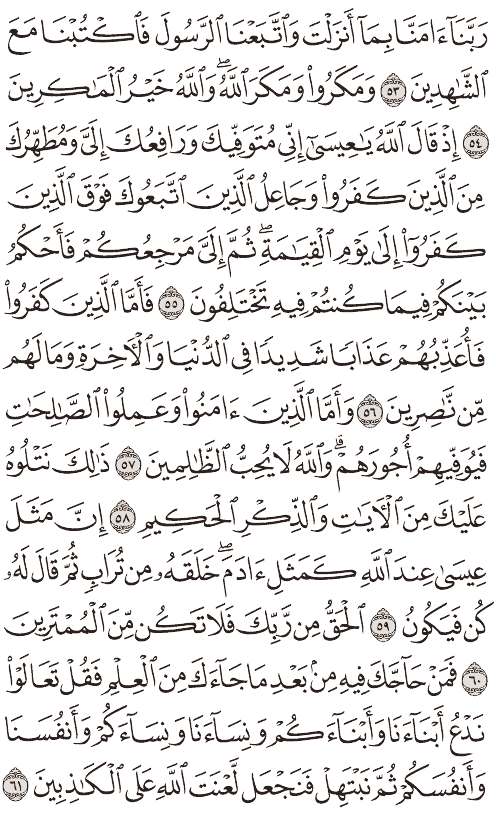 رَبَّنَآ ءَامَنَّا بِمَآ أَنزَلْتَ وَٱتَّبَعْنَا ٱلرَّسُولَ فَٱكْتُبْنَا مَعَ
ٱلشَّٰهِدِينَ ٥٣ وَمَكَرُوا۟ وَمَكَرَ ٱللَّهُ ۖ وَٱللَّهُ خَيْرُ ٱلْمَٰكِرِينَ
٥٤ إِذْ قَالَ ٱللَّهُ يَٰعِيسَىٰٓ إِنِّى مُتَوَفِّيكَ وَرَافِعُكَ إِلَىَّ وَمُطَهِّرُكَ
مِنَ ٱلَّذِينَ كَفَرُوا۟ وَجَاعِلُ ٱلَّذِينَ ٱتَّبَعُوكَ فَوْقَ ٱلَّذِينَ
كَفَرُوٓا۟ إِلَىٰ يَوْمِ ٱلْقِيَٰمَةِ ۖ ثُمَّ إِلَىَّ مَرْجِعُكُمْ فَأَحْكُمُ
بَيْنَكُمْ فِيمَا كُنتُمْ فِيهِ تَخْتَلِفُونَ ٥٥ فَأَمَّا ٱلَّذِينَ كَفَرُوا۟
فَأُعَذِّبُهُمْ عَذَابًا شَدِيدًا فِى ٱلدُّنْيَا وَٱلْءَاخِرَةِ وَمَا لَهُم
مِّن نَّٰصِرِينَ ٥٦ وَأَمَّا ٱلَّذِينَ ءَامَنُوا۟ وَعَمِلُوا۟ ٱلصَّٰلِحَٰتِ
فَيُوَفِّيهِمْ أُجُورَهُمْ ۗ وَٱللَّهُ لَا يُحِبُّ ٱلظَّٰلِمِينَ ٥٧ ذَٰلِكَ نَتْلُوهُ
عَلَيْكَ مِنَ ٱلْءَايَٰتِ وَٱلذِّكْرِ ٱلْحَكِيمِ ٥٨ إِنَّ مَثَلَ
عِيسَىٰ عِندَ ٱللَّهِ كَمَثَلِ ءَادَمَ ۖ خَلَقَهُۥ مِن تُرَابٍ ثُمَّ قَالَ لَهُۥ
كُن فَيَكُونُ ٥٩ ٱلْحَقُّ مِن رَّبِّكَ فَلَا تَكُن مِّنَ ٱلْمُمْتَرِينَ
٦٠ فَمَنْ حَآجَّكَ فِيهِ مِنۢ بَعْدِ مَا جَآءَكَ مِنَ ٱلْعِلْمِ فَقُلْ تَعَالَوْا۟
نَدْعُ أَبْنَآءَنَا وَأَبْنَآءَكُمْ وَنِسَآءَنَا وَنِسَآءَكُمْ وَأَنفُسَنَا
وَأَنفُسَكُمْ ثُمَّ نَبْتَهِلْ فَنَجْعَل لَّعْنَتَ ٱللَّهِ عَلَى ٱلْكَٰذِبِينَ ٦١